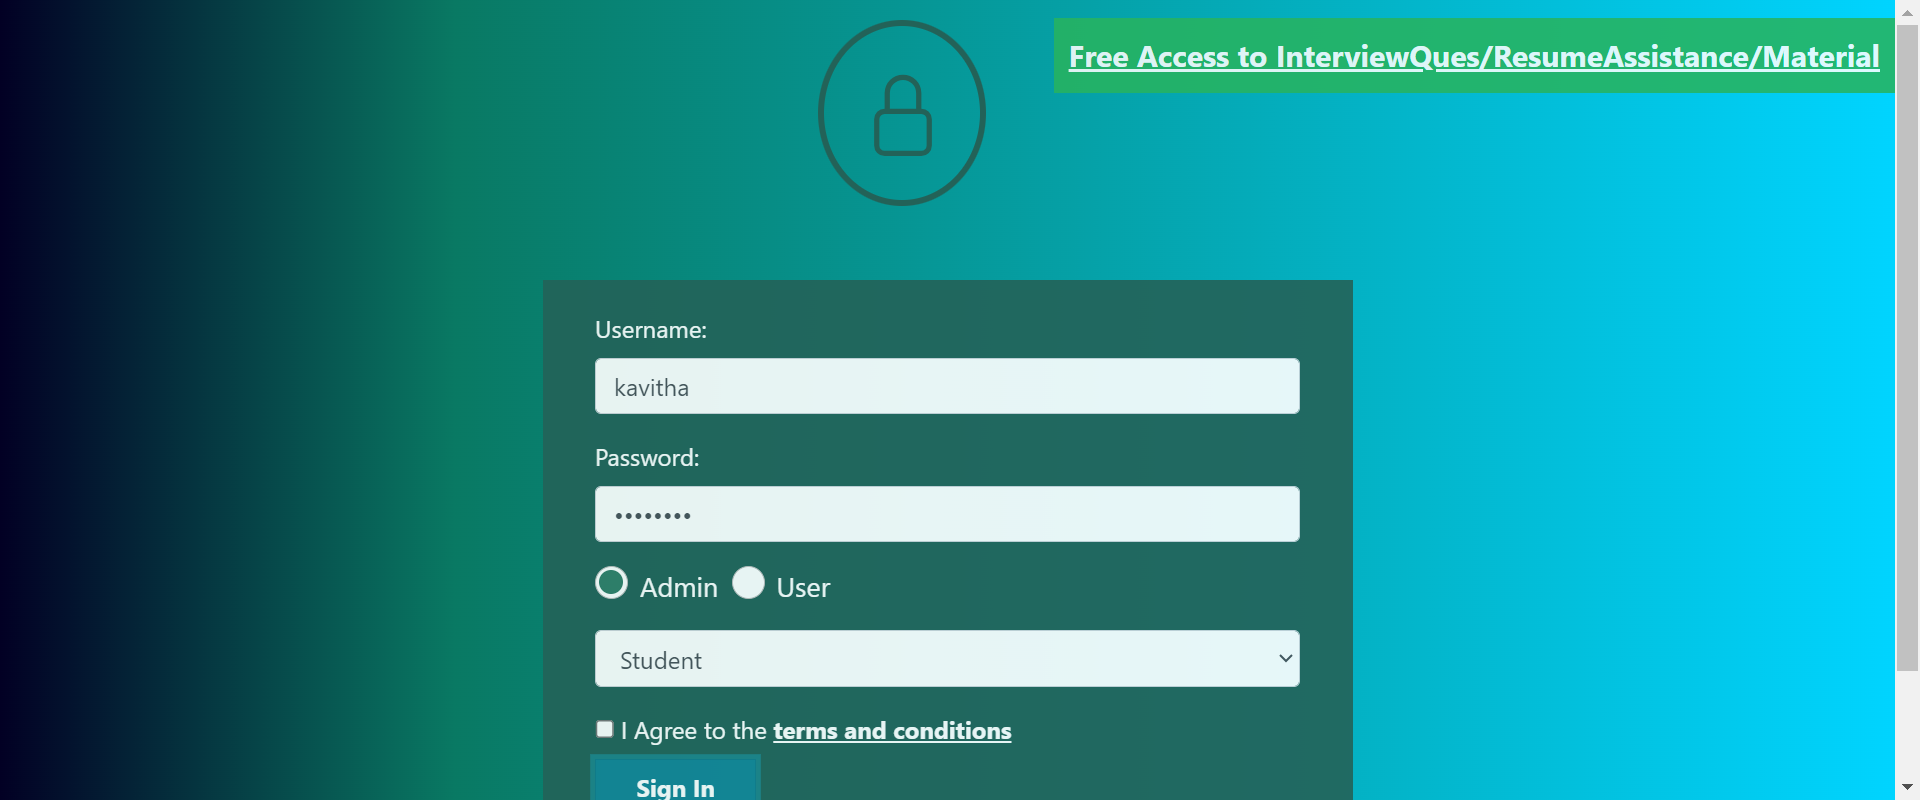 Free Access to InterviewQues/ResumeAssistance/Material
Username:
kavitha
Password:
••••••••
Admin User
Student
I Agree to the terms and conditions
Sign In